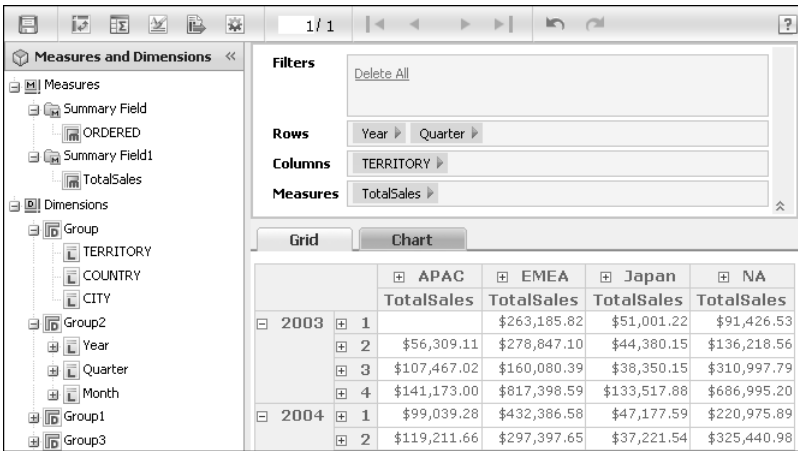 1/ 1
?
Measures and Dimensions «
Measures
Summary Field
ORDERED
Summary Field1
TotalSales
Dimensions
Group
TERRITORY
COUNTRY
CITY
Group2
Year
Quarter
Month
Group1
Group3
Filters
Delete All
Rows Year Quarter
Columns TERRITORY
Measures TotalSales
Grid Chart
APAC EMEA Japan NA
TotalSales TotalSales TotalSales TotalSales
2003 1 $263,185.82 $51,001.22 $91,426.53
2 $56,309.11 $278,847.10 $44,380.15 $136,218.56
3 $107,467.02 $160,080.39 $38,350.15 $310,997.79
4 $141,173.00 $817,398.59 $133,517.88 $686,995.20
2004 1 $99,039.28 $432,386.58 $47,177.59 $220,975.89
2 $119,211.66 $297,397.65 $37,221.54 $325,440.98